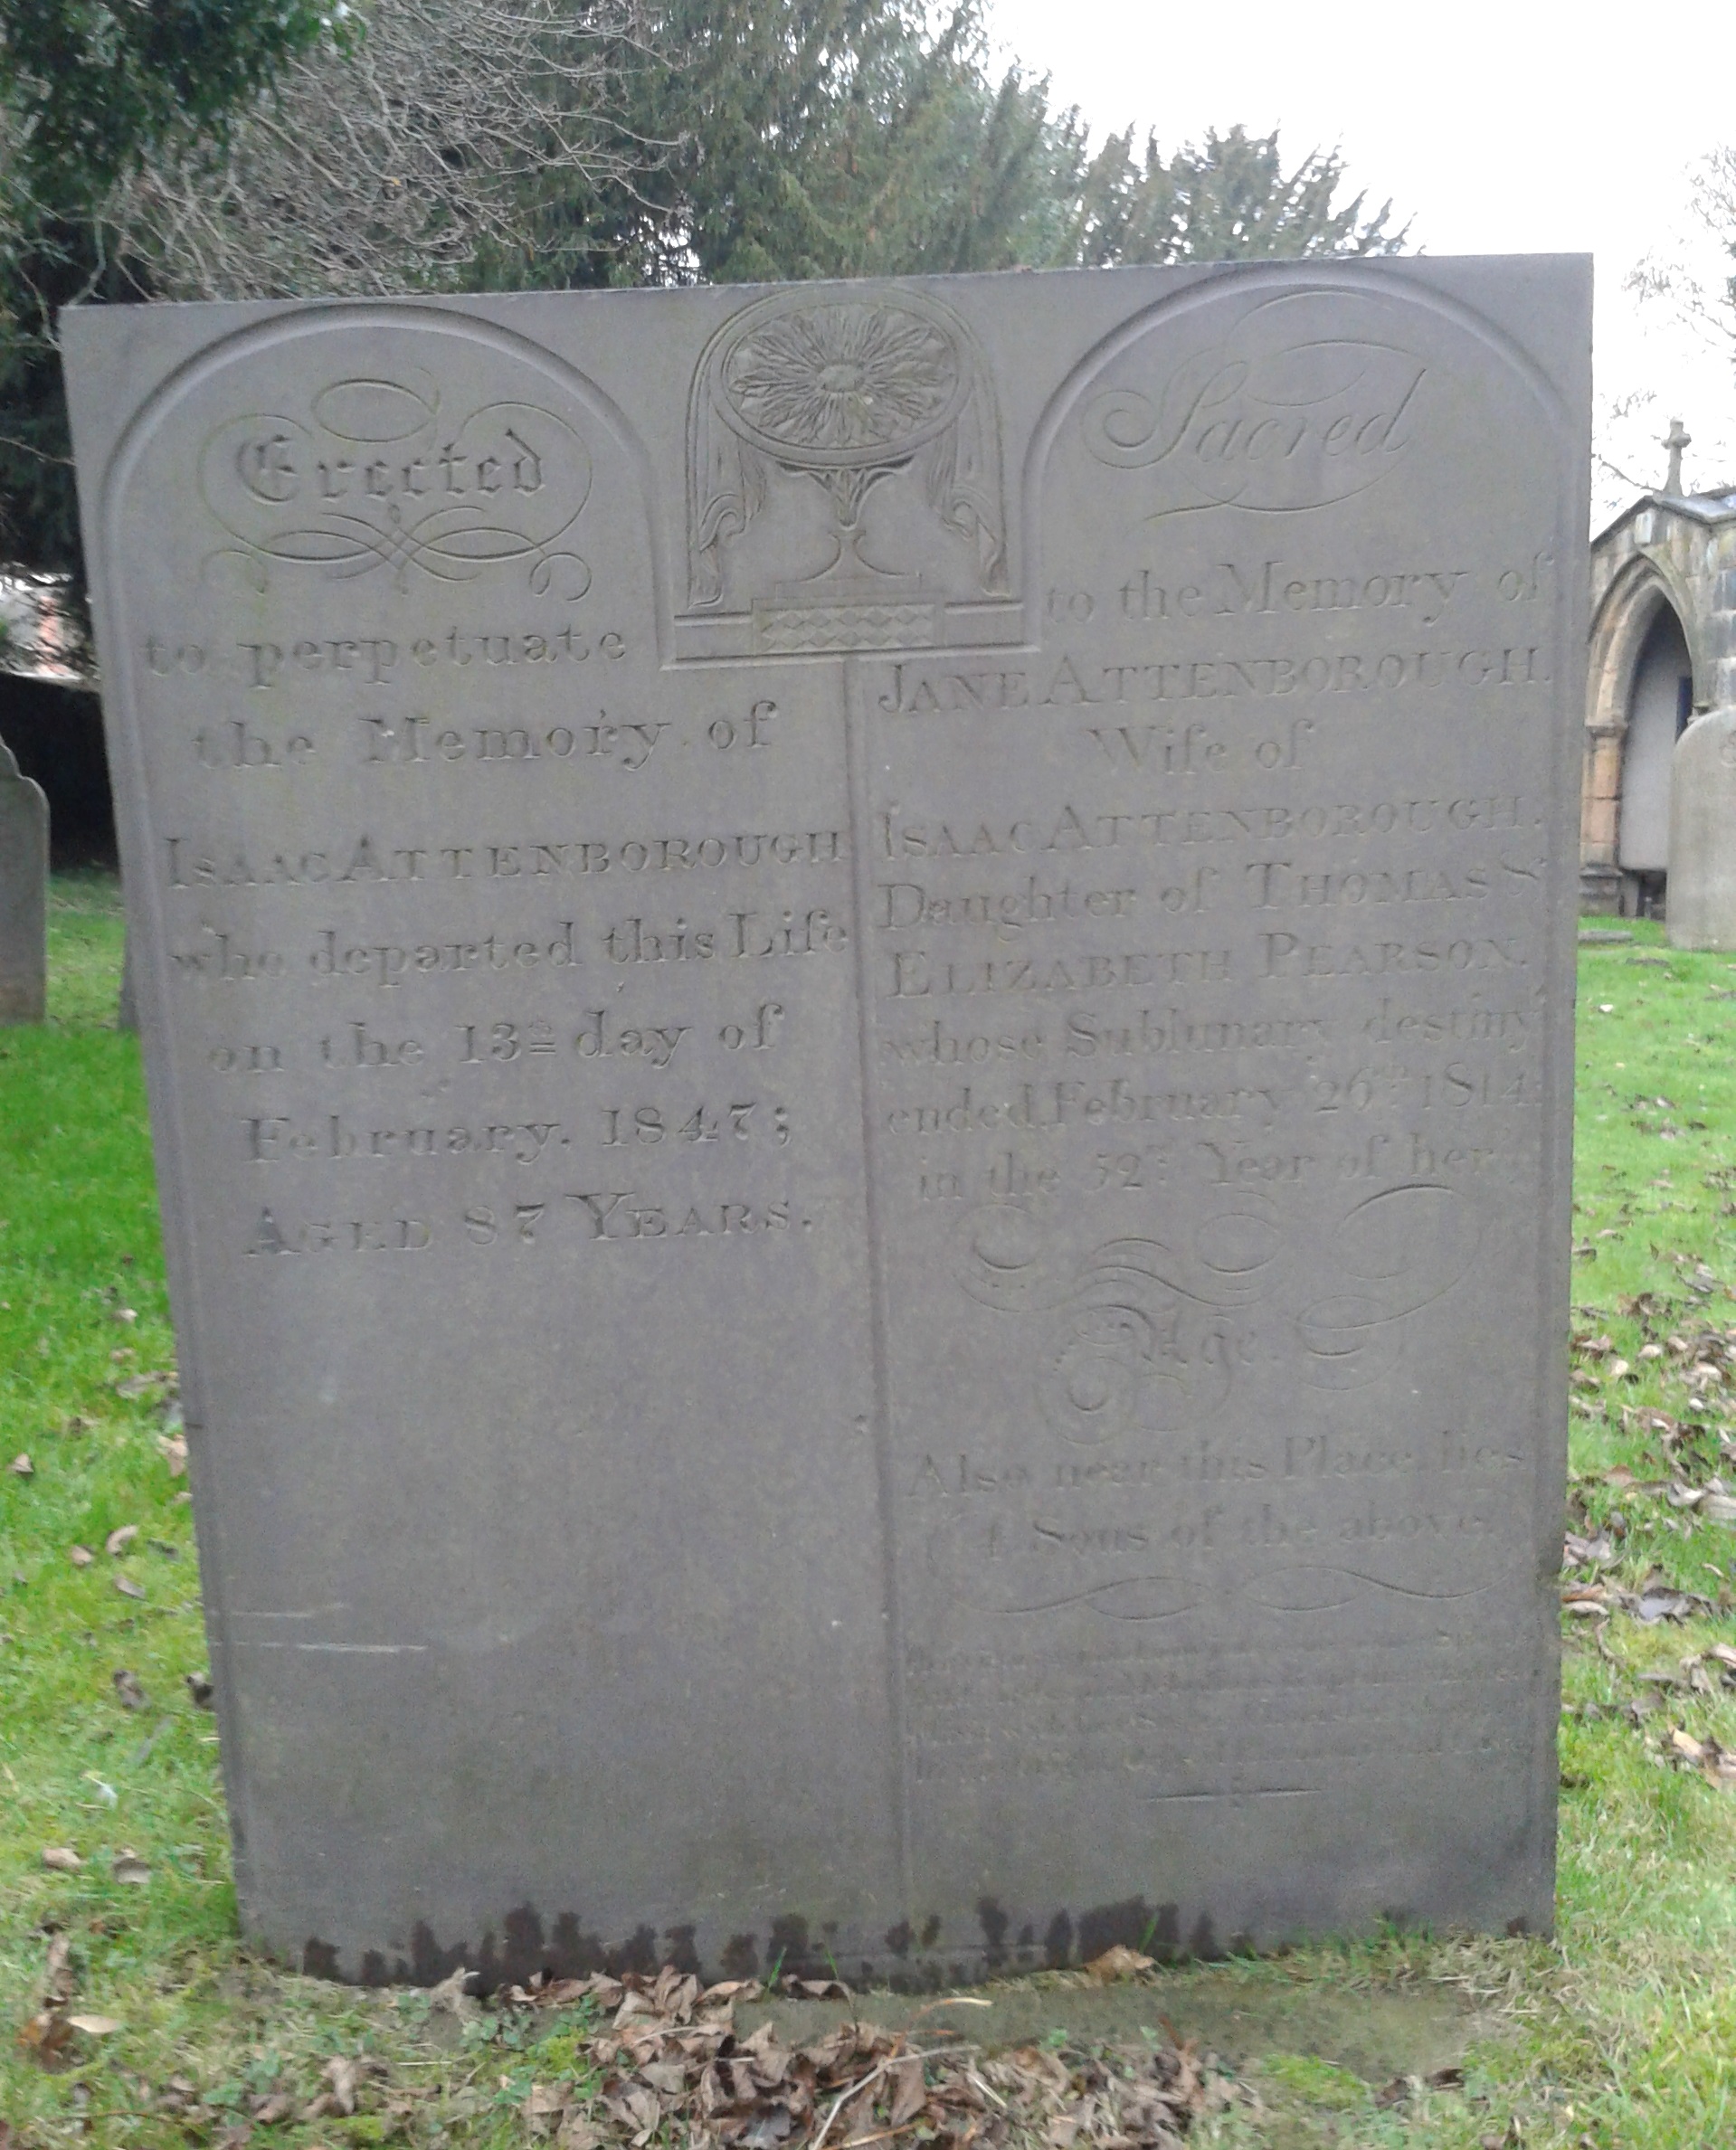 Erected
to perpetuate
the Memory of
ISAAC ATTENBOROUGH
who departed this Life
on the 13th day of
February. 1847;
AGED 87 YEARS.
Sacred
to the Memory of
JANE ATTENBOROUGH.
Wife of
ISAAC ATTENBOROUGH.
Daughter of THOMAS &
ELIZABETH PEARSON.
whose Sublunary destiny
ended February 26th 1814.
in the 52d Year of her
Age.
Also near this Place lies
4 Sons of the above.